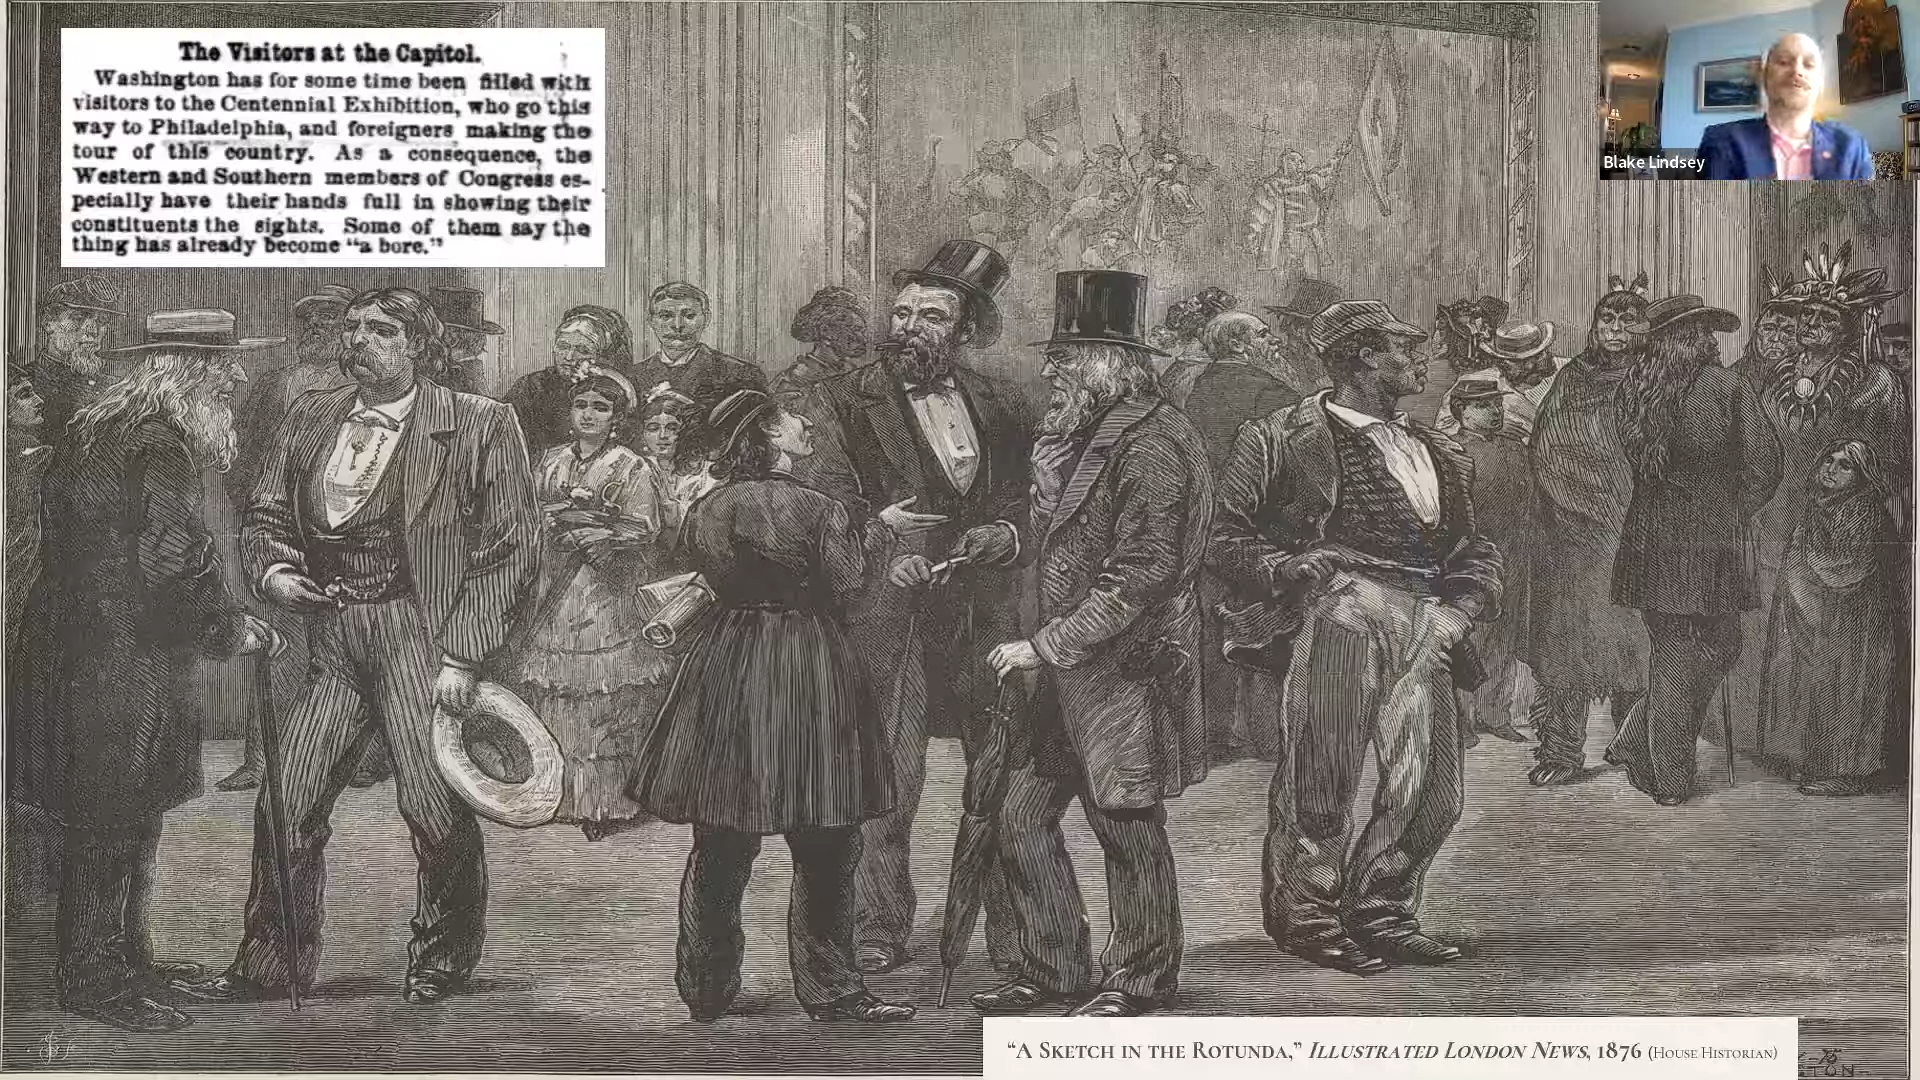 The Visitors at the Capitol.
Washington has for some time been filled with
visitors to the Centennial Exhibition, who go this
way to Philadelphia, and foreigners making the
tour of this country. As a consequence, the
Western and Southern members of Congress es-
pecially have their hands full in showing their
constituents the sights. Some of them say the
thing has already become "a bore."
Blake Lindsey
“A Sketch in the Rotunda,” Illustrated London News, 1876 (House Historian)